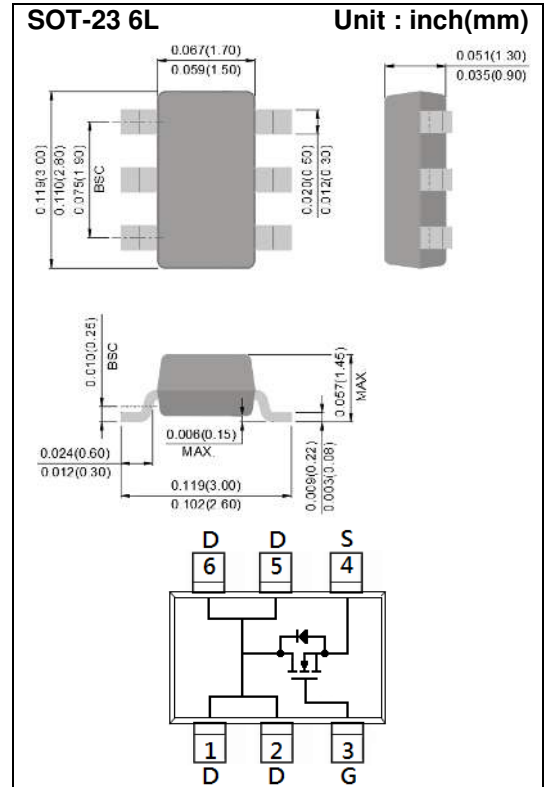 SOT-23 6L Unit : inch(mm)
0.067(1.70)
0.059(1.50)
0.051(1.30)
0.035(0.90)
0.119(3.00)
0.110(2.80)
0.075(1.90)
BSC
0.020(0.50)
0.012(0.30)
0.010(0.25)
BSC
0.057(1.45)
MAX.
0.006(0.15)
MAX.
0.024(0.60)
0.012(0.30)
0.009(0.22)
0.003(0.08)
0.119(3.00)
0.102(2.60)
D D S
6 5 4
1 2 3
D D G